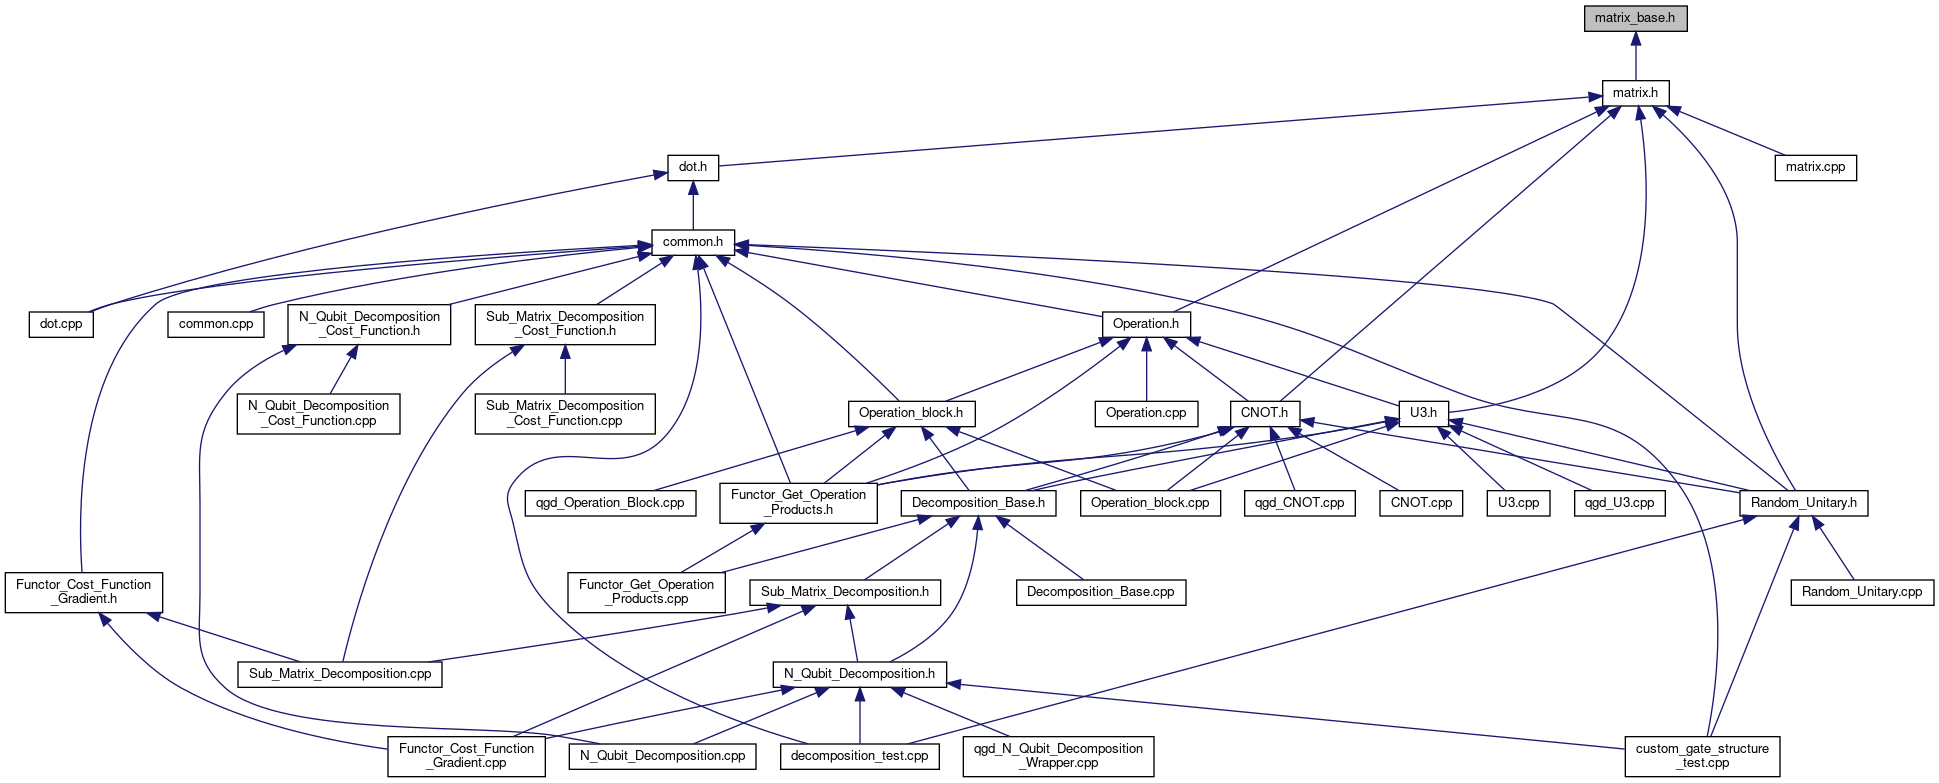 matrix_base.h
matrix.h
dot.h
matrix.cpp
common.h
dot.cpp
common.cpp
N_Qubit_Decomposition
_Cost_Function.h
Sub_Matrix_Decomposition
_Cost_Function.h
Operation.h
N_Qubit_Decomposition
_Cost_Function.cpp
Sub_Matrix_Decomposition
_Cost_Function.cpp
Operation_block.h
Operation.cpp
CNOT.h
U3.h
qgd_Operation_Block.cpp
Functor_Get_Operation
_Products.h
Decomposition_Base.h
Operation_block.cpp
qgd_CNOT.cpp
CNOT.cpp
U3.cpp
qgd_U3.cpp
Random_Unitary.h
Functor_Cost_Function
_Gradient.h
Functor_Get_Operation
_Products.cpp
Sub_Matrix_Decomposition.h
Decomposition_Base.cpp
Random_Unitary.cpp
Sub_Matrix_Decomposition.cpp
N_Qubit_Decomposition.h
Functor_Cost_Function
_Gradient.cpp
N_Qubit_Decomposition.cpp
decomposition_test.cpp
qgd_N_Qubit_Decomposition
_Wrapper.cpp
custom_gate_structure
_test.cpp